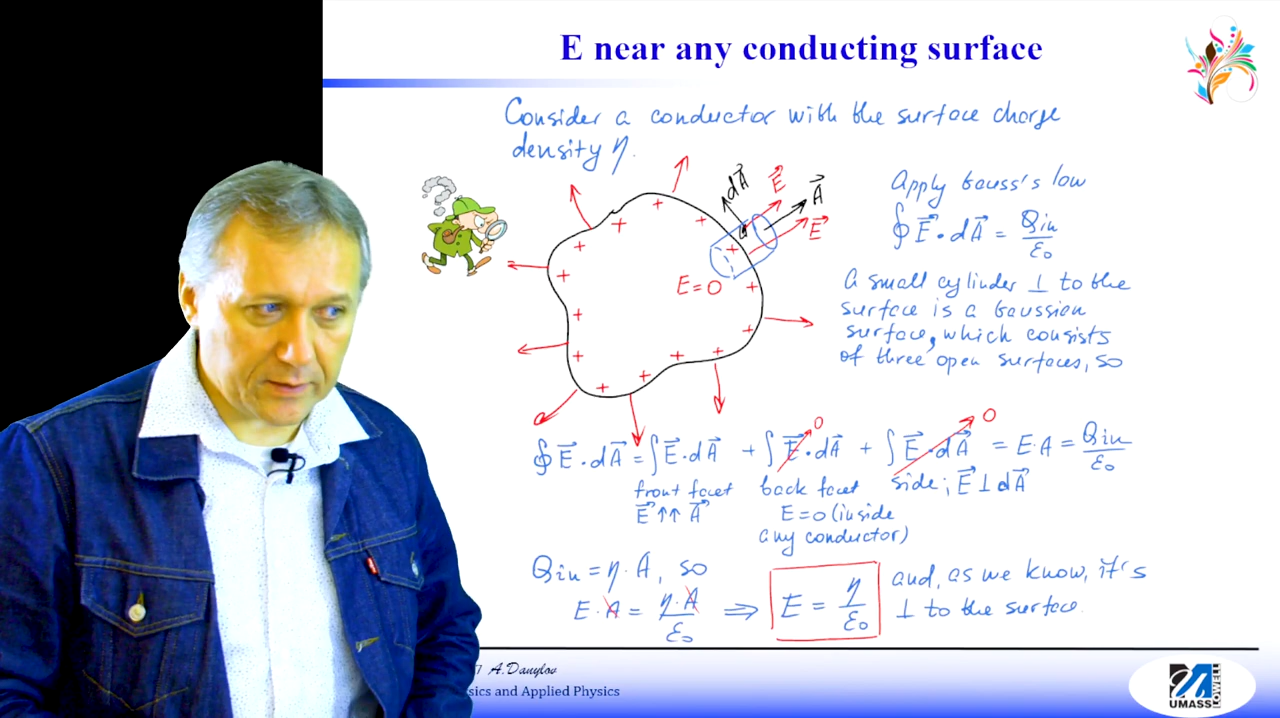 E near any conducting surface
Consider a conductor with the surface charge
density η.
dA⃗
E⃗
A⃗
E⃗
E=0
Apply Gauss's low
∮E⃗·dA⃗ = Qin/ε₀
A small cylinder ⊥ to the
surface is a Gaussian
surface, which consists
of three open surfaces, so
∮E⃗·dA⃗ = ∫E⃗·dA⃗ + ∫E⃗·dA⃗ + ∫E⃗·dA⃗ = E·A = Qin/ε₀
0
0
front facet
E⃗ ↑↑ A⃗
back facet
E=0 (inside
any conductor)
side; E⃗ ⊥ dA⃗
Qin = η·A, so
E·A = η·A/ε₀ ⇒ E = η/ε₀
and, as we know, it's
⊥ to the surface.
7 A.Danylov
sics and Applied Physics
UMASS
LOWELL